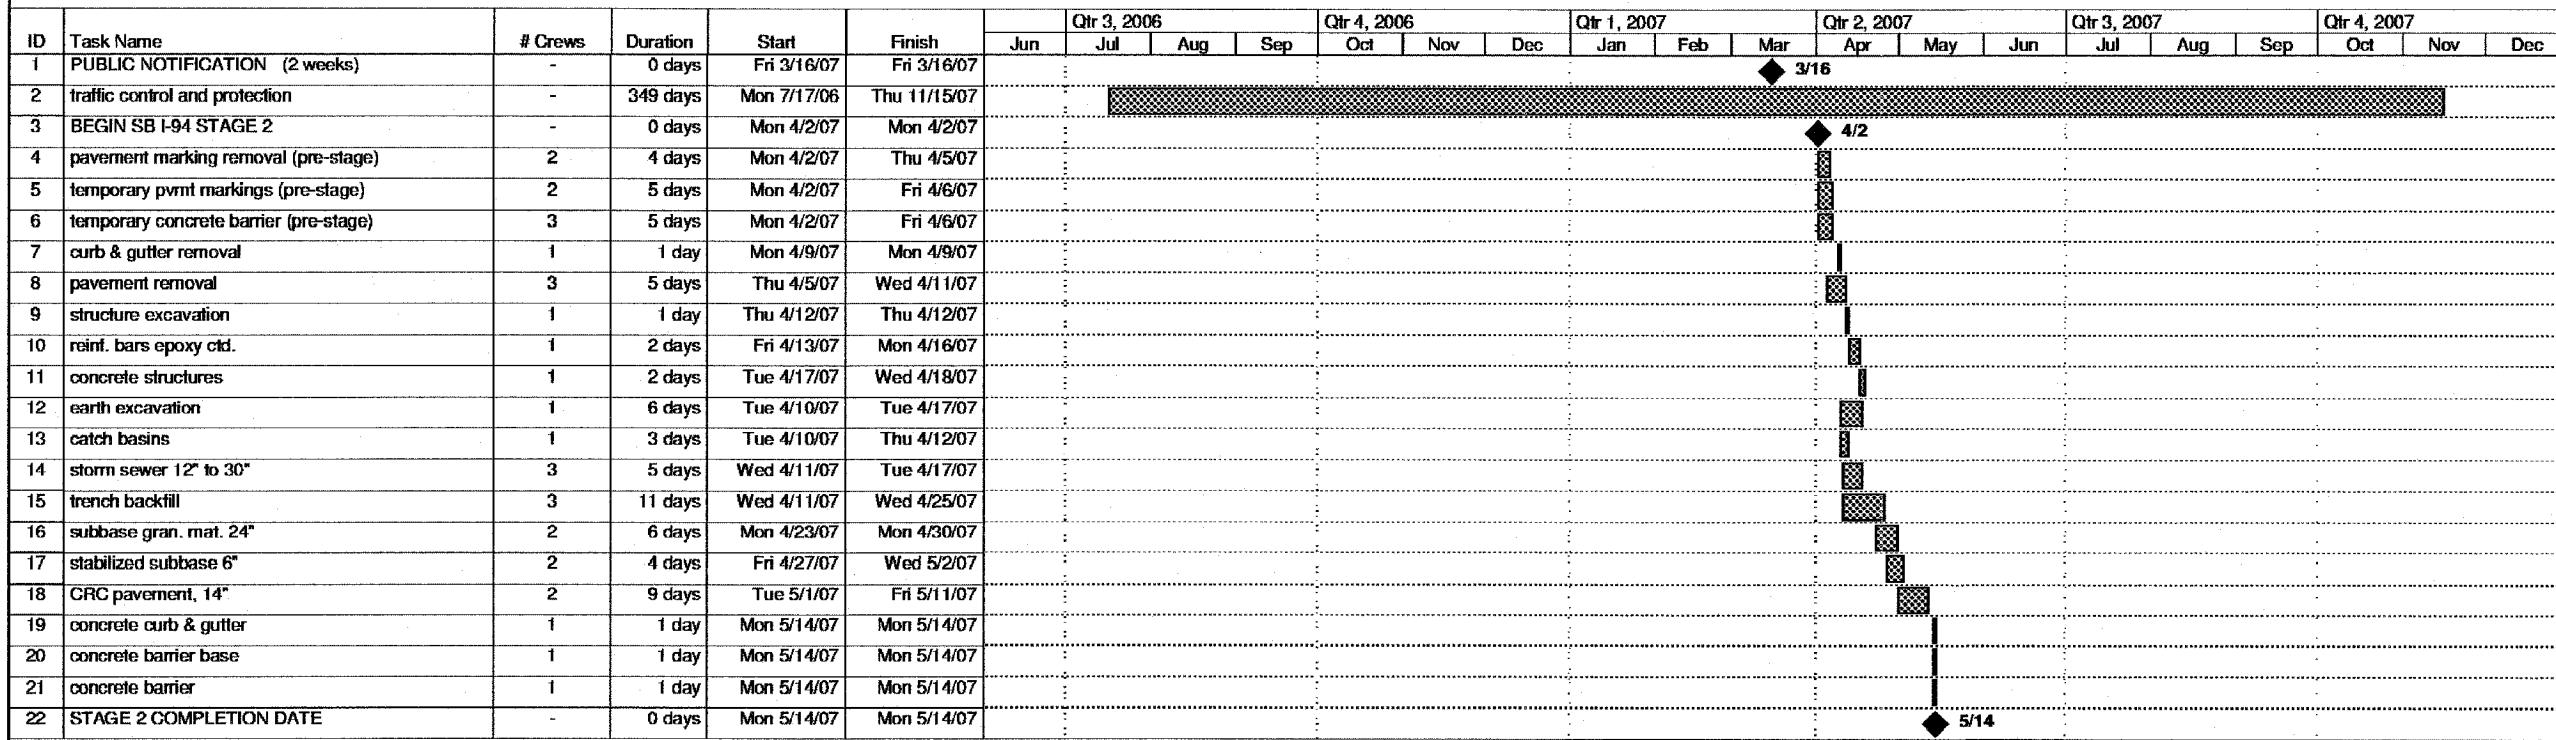 Qtr 3, 2006 Qtr 4, 2006 Qtr 1, 2007 Qtr 2, 2007 Qtr 3, 2007 Qtr 4, 2007
ID Task Name # Crews Duration Start Finish Jun Jul Aug Sep Oct Nov Dec Jan Feb Mar Apr May Jun Jul Aug Sep Oct Nov Dec
1 PUBLIC NOTIFICATION (2 weeks) - 0 days Fri 3/16/07 Fri 3/16/07 3/16
2 traffic control and protection - 349 days Mon 7/17/06 Thu 11/15/07
3 BEGIN SB I-94 STAGE 2 - 0 days Mon 4/2/07 Mon 4/2/07 4/2
4 pavement marking removal (pre-stage) 2 4 days Mon 4/2/07 Thu 4/5/07
5 temporary pvmt markings (pre-stage) 2 5 days Mon 4/2/07 Fri 4/6/07
6 temporary concrete barrier (pre-stage) 3 5 days Mon 4/2/07 Fri 4/6/07
7 curb & gutter removal 1 1 day Mon 4/9/07 Mon 4/9/07
8 pavement removal 3 5 days Thu 4/5/07 Wed 4/11/07
9 structure excavation 1 1 day Thu 4/12/07 Thu 4/12/07
10 reinf. bars epoxy ctd. 1 2 days Fri 4/13/07 Mon 4/16/07
11 concrete structures 1 2 days Tue 4/17/07 Wed 4/18/07
12 earth excavation 1 6 days Tue 4/10/07 Tue 4/17/07
13 catch basins 1 3 days Tue 4/10/07 Thu 4/12/07
14 storm sewer 12" to 30" 3 5 days Wed 4/11/07 Tue 4/17/07
15 trench backfill 3 11 days Wed 4/11/07 Wed 4/25/07
16 subbase gran. mat. 24" 2 6 days Mon 4/23/07 Mon 4/30/07
17 stabilized subbase 6" 2 4 days Fri 4/27/07 Wed 5/2/07
18 CRC pavement, 14" 2 9 days Tue 5/1/07 Fri 5/11/07
19 concrete curb & gutter 1 1 day Mon 5/14/07 Mon 5/14/07
20 concrete barrier base 1 1 day Mon 5/14/07 Mon 5/14/07
21 concrete barrier 1 1 day Mon 5/14/07 Mon 5/14/07
22 STAGE 2 COMPLETION DATE - 0 days Mon 5/14/07 Mon 5/14/07 5/14